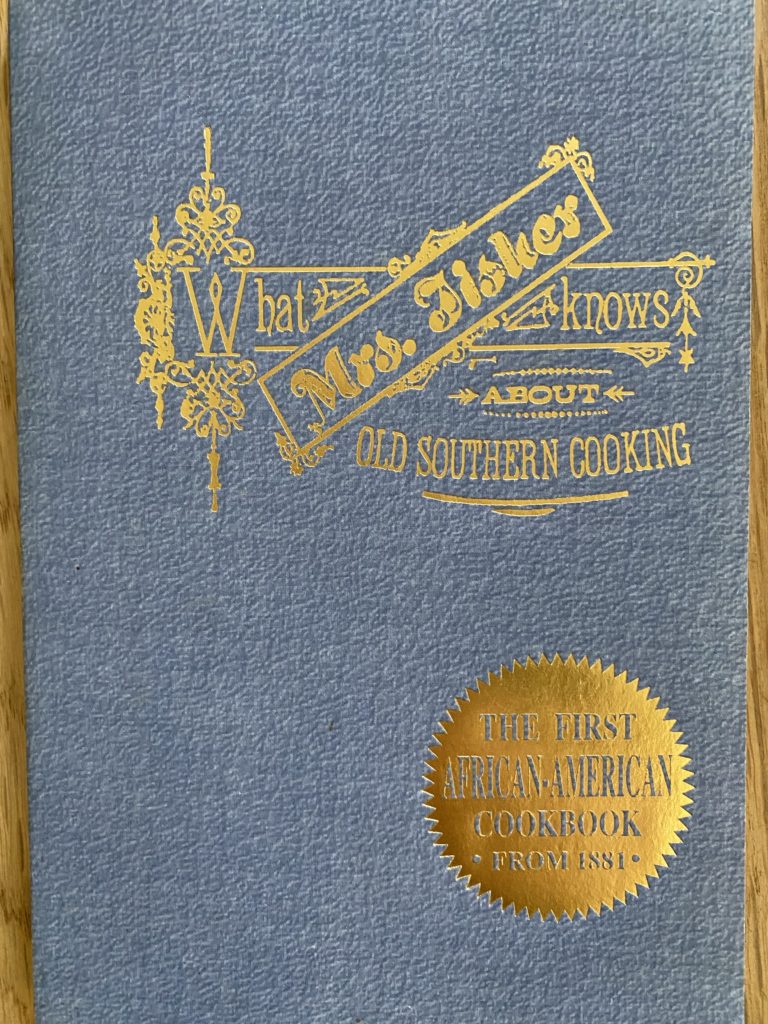 What Mrs. Fisher knows
ABOUT
OLD SOUTHERN COOKING
THE FIRST
AFRICAN-AMERICAN
COOKBOOK
• FROM 1881 •